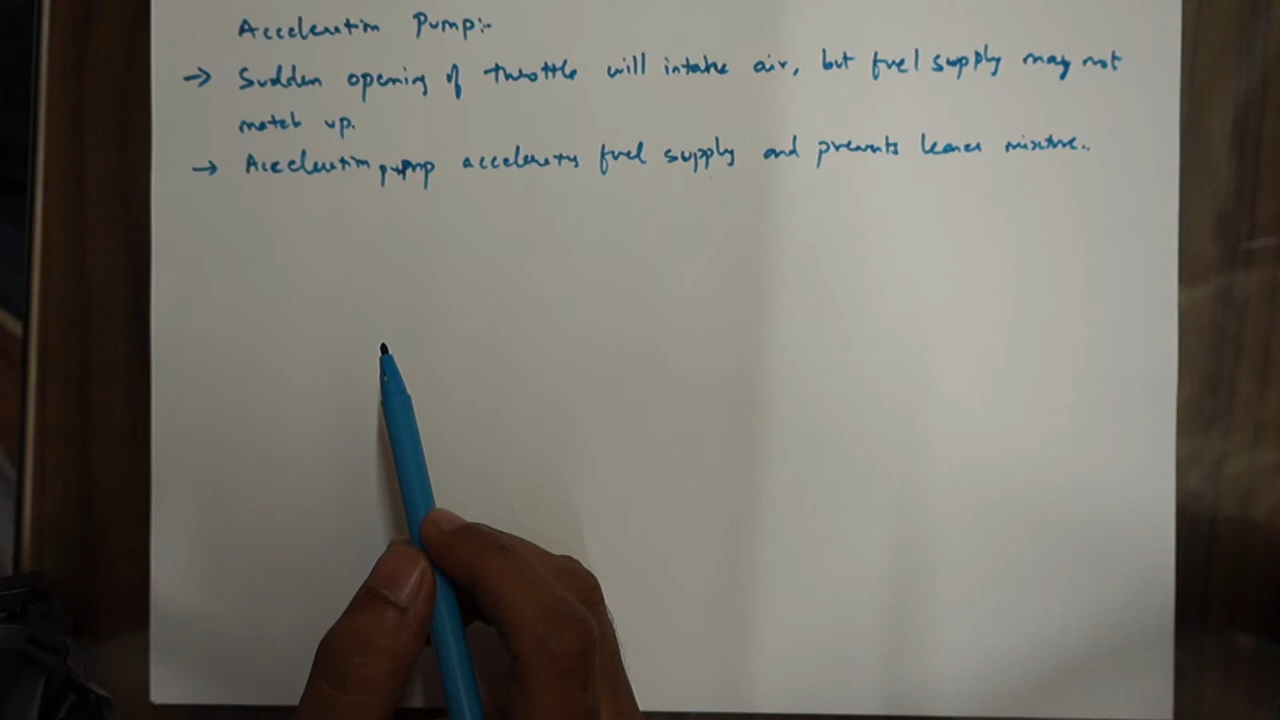 Acceleration Pump:-
→ Sudden opening of throttle will intake air, but fuel supply may not
match up.
→ Acceleration pump accelerates fuel supply and prevents leaner mixture..